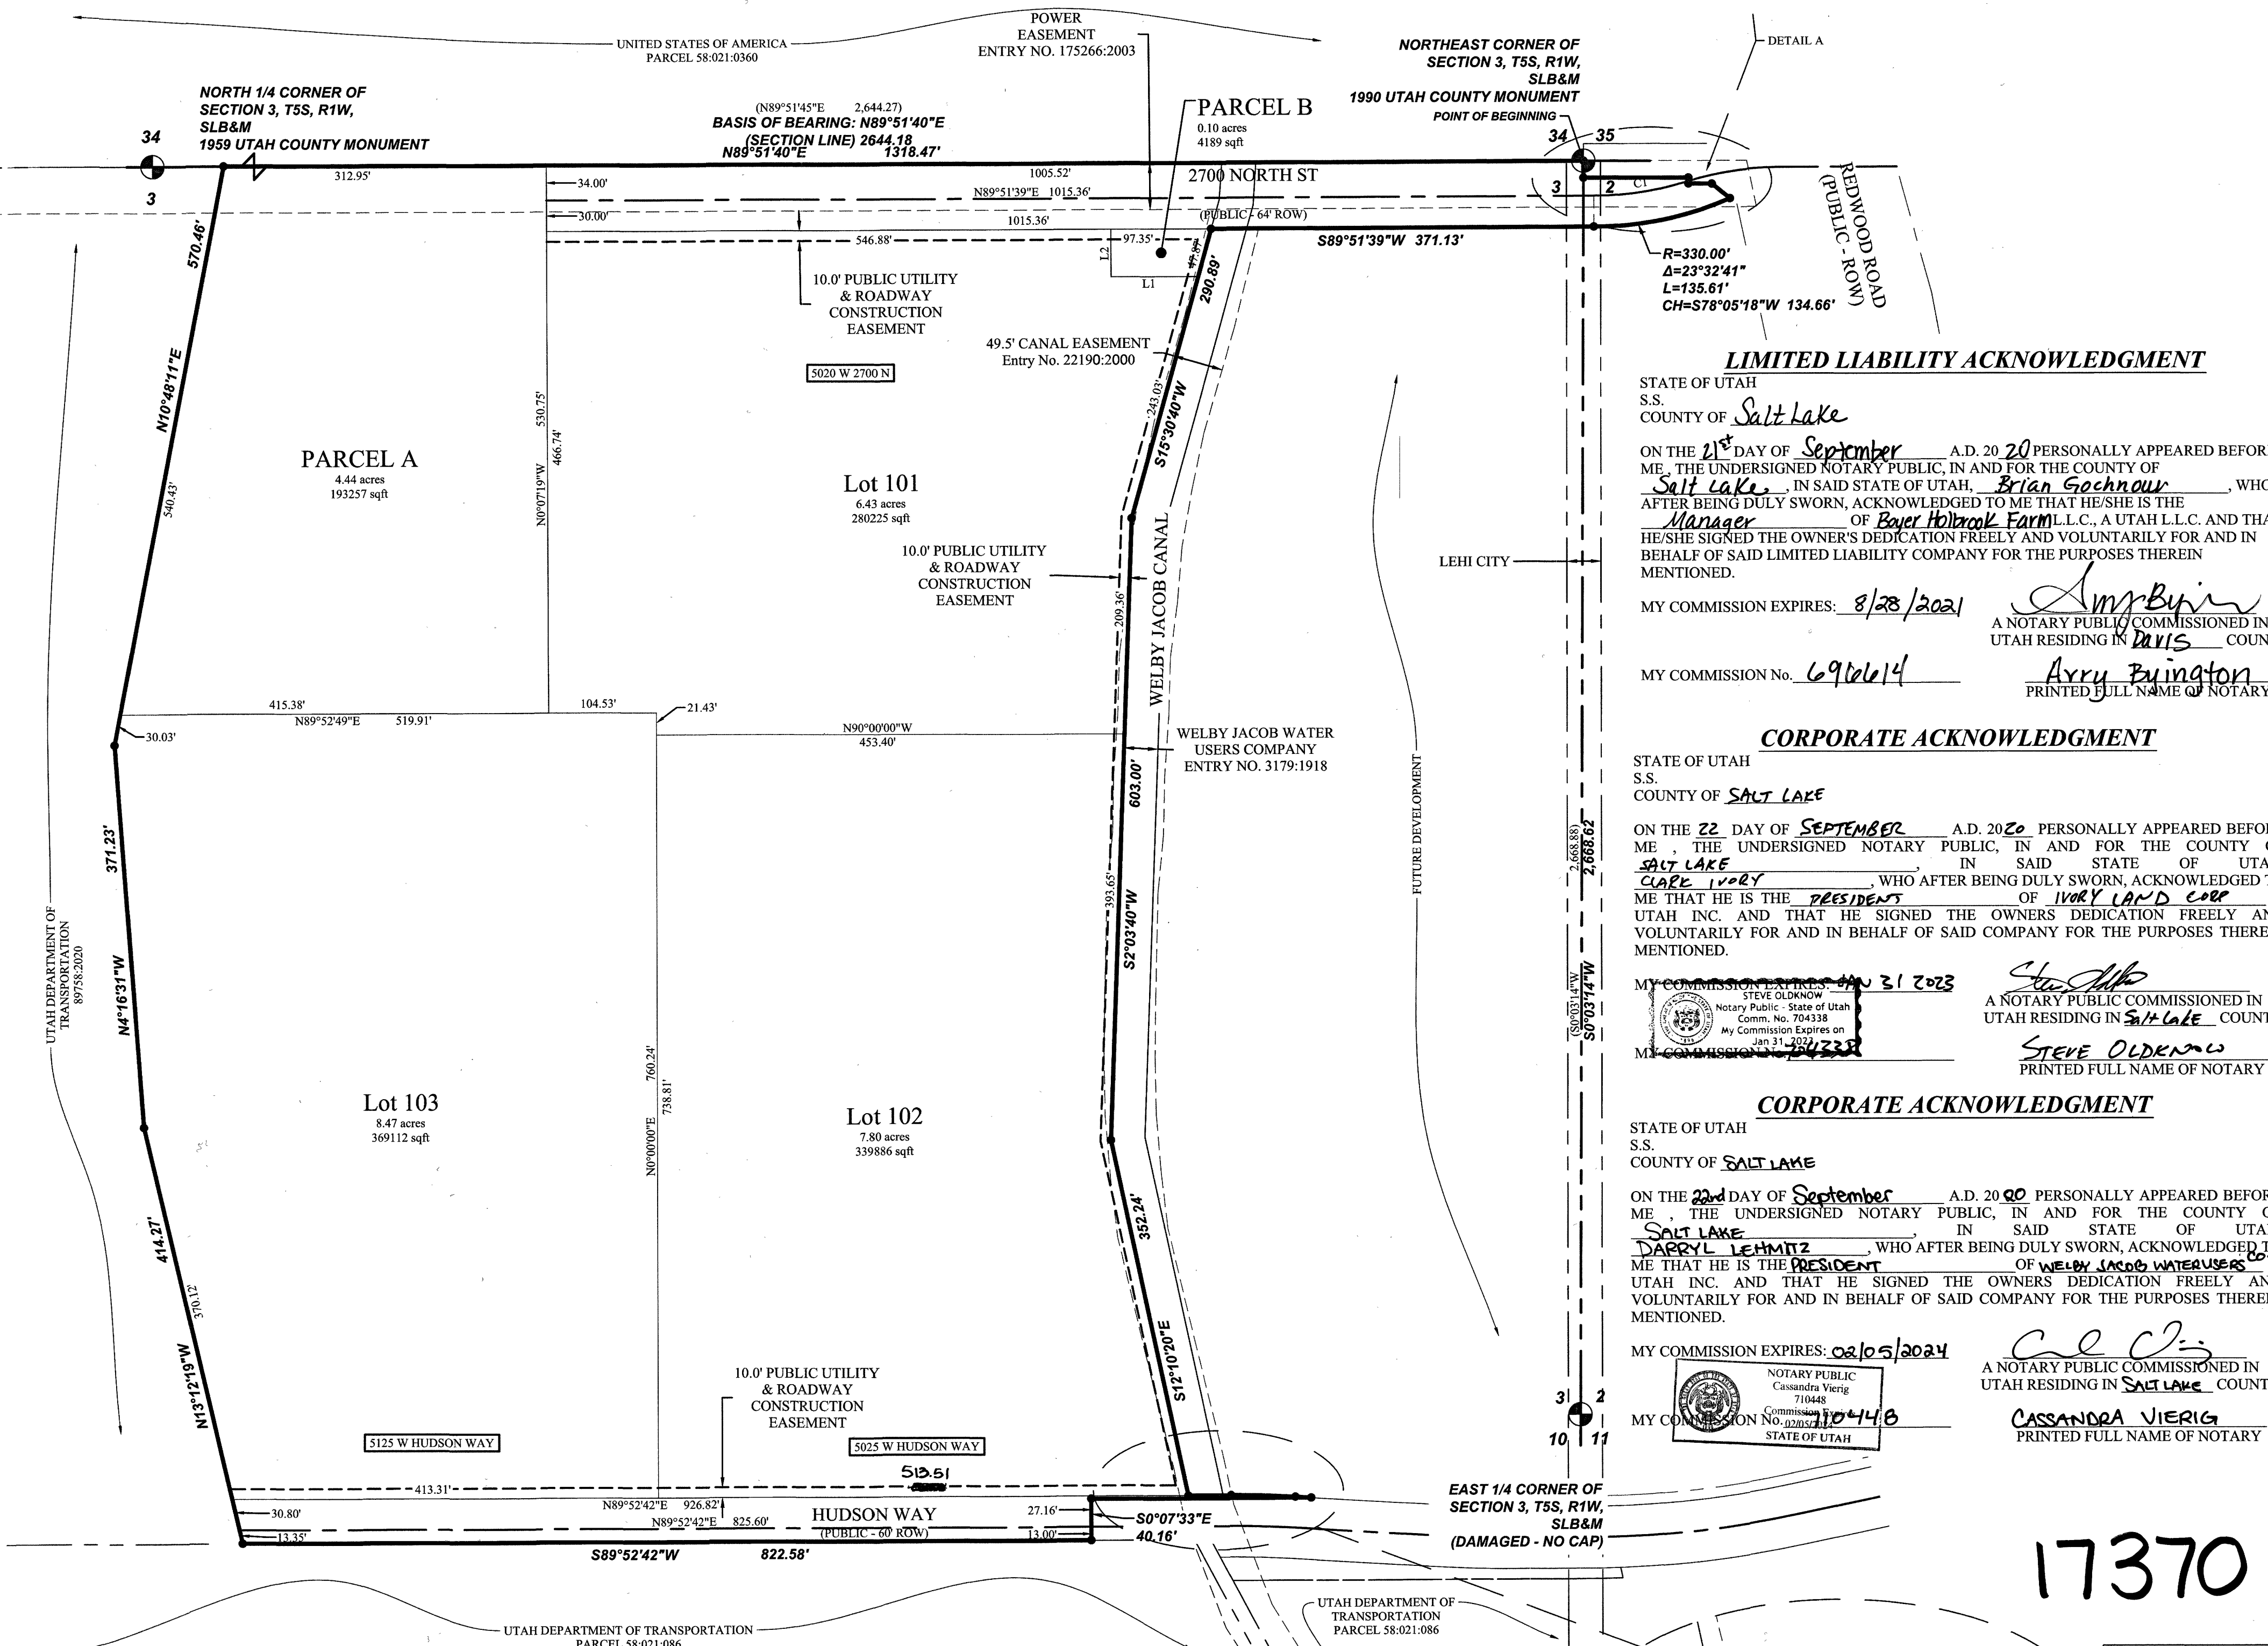 POWER
EASEMENT
ENTRY NO. 175266:2003
UNITED STATES OF AMERICA
PARCEL 58:021:0360
NORTHEAST CORNER OF
SECTION 3, T5S, R1W,
SLB&M
1990 UTAH COUNTY MONUMENT
POINT OF BEGINNING
DETAIL A
NORTH 1/4 CORNER OF
SECTION 3, T5S, R1W,
SLB&M
1959 UTAH COUNTY MONUMENT
(N89°51'45"E 2,644.27)
BASIS OF BEARING: N89°51'40"E
(SECTION LINE) 2644.18
N89°51'40"E 1318.47'
PARCEL B
0.10 acres
4189 sqft
34
3
34 35
3 2
C1
REDWOOD ROAD
(PUBLIC - ROW)
312.95'
34.00'
1005.52'
2700 NORTH ST
N89°51'39"E 1015.36'
30.00'
1015.36'
(PUBLIC - 64' ROW)
546.88'
97.35'
S89°51'39"W 371.13'
L2
L1
47.87'
290.89'
R=330.00'
Δ=23°32'41"
L=135.61'
CH=S78°05'18"W 134.66'
10.0' PUBLIC UTILITY
& ROADWAY
CONSTRUCTION
EASEMENT
49.5' CANAL EASEMENT
Entry No. 22190:2000
5020 W 2700 N
570.46'
N10°48'11"E
540.43'
530.75'
466.74'
N0°07'19"W
243.03'
S15°30'40"W
PARCEL A
4.44 acres
193257 sqft
Lot 101
6.43 acres
280225 sqft
10.0' PUBLIC UTILITY
& ROADWAY
CONSTRUCTION
EASEMENT
209.36'
WELBY JACOB CANAL
LEHI CITY
415.38'
104.53'
21.43'
N89°52'49"E 519.91'
30.03'
N90°00'00"W
453.40'
WELBY JACOB WATER
USERS COMPANY
ENTRY NO. 3179:1918
603.00'
S2°03'40"W
393.65'
FUTURE DEVELOPMENT
(2,668.88)
2,668.62
(S0°03'14"W
S0°03'14"W
371.23'
N4°16'31"W
UTAH DEPARTMENT OF
TRANSPORTATION
89758:2020
760.24'
738.81'
N0°00'00"E
Lot 103
8.47 acres
369112 sqft
Lot 102
7.80 acres
339886 sqft
414.27'
370.12'
N13°12'19"W
352.24'
S12°10'20"E
10.0' PUBLIC UTILITY
& ROADWAY
CONSTRUCTION
EASEMENT
5125 W HUDSON WAY
5025 W HUDSON WAY
513.51
413.31'
N89°52'42"E 926.82'
30.80'
HUDSON WAY
27.16'
N89°52'42"E 825.60'
(PUBLIC - 60' ROW)
13.35'
13.00'
S0°07'33"E
40.16'
S89°52'42"W 822.58'
3 2
10 11
EAST 1/4 CORNER OF
SECTION 3, T5S, R1W,
SLB&M
(DAMAGED - NO CAP)
UTAH DEPARTMENT OF TRANSPORTATION
PARCEL 58:021:086
UTAH DEPARTMENT OF
TRANSPORTATION
PARCEL 58:021:086
LIMITED LIABILITY ACKNOWLEDGMENT
STATE OF UTAH
S.S.
COUNTY OF Salt Lake
ON THE 21st DAY OF September A.D. 20 20 PERSONALLY APPEARED BEFOR
ME , THE UNDERSIGNED NOTARY PUBLIC, IN AND FOR THE COUNTY OF
Salt Lake, IN SAID STATE OF UTAH, Brian Gochnour , WHO
AFTER BEING DULY SWORN, ACKNOWLEDGED TO ME THAT HE/SHE IS THE
Manager OF Boyer Holbrook Farm L.L.C., A UTAH L.L.C. AND THA
HE/SHE SIGNED THE OWNER'S DEDICATION FREELY AND VOLUNTARILY FOR AND IN
BEHALF OF SAID LIMITED LIABILITY COMPANY FOR THE PURPOSES THEREIN
MENTIONED.
MY COMMISSION EXPIRES: 8/28/2021
A NOTARY PUBLIC COMMISSIONED IN
UTAH RESIDING IN Davis COUN
MY COMMISSION No. 696614
Amy Byington
PRINTED FULL NAME OF NOTARY
CORPORATE ACKNOWLEDGMENT
STATE OF UTAH
S.S.
COUNTY OF SALT LAKE
ON THE 22 DAY OF SEPTEMBER A.D. 2020 PERSONALLY APPEARED BEFO
ME , THE UNDERSIGNED NOTARY PUBLIC, IN AND FOR THE COUNTY
SALT LAKE , IN SAID STATE OF UTA
CLARK IVORY , WHO AFTER BEING DULY SWORN, ACKNOWLEDGED
ME THAT HE IS THE PRESIDENT OF IVORY LAND CORP
UTAH INC. AND THAT HE SIGNED THE OWNERS DEDICATION FREELY AN
VOLUNTARILY FOR AND IN BEHALF OF SAID COMPANY FOR THE PURPOSES THERE
MENTIONED.
MY COMMISSION EXPIRES: JAN 31 2023
STEVE OLDKNOW
Notary Public - State of Utah
Comm. No. 704338
My Commission Expires on
Jan 31, 2023
MY COMMISSION No. 704338
A NOTARY PUBLIC COMMISSIONED IN
UTAH RESIDING IN Salt Lake COUNT
STEVE OLDKNOW
PRINTED FULL NAME OF NOTARY
CORPORATE ACKNOWLEDGMENT
STATE OF UTAH
S.S.
COUNTY OF SALT LAKE
ON THE 22nd DAY OF September A.D. 20 20 PERSONALLY APPEARED BEFOR
ME , THE UNDERSIGNED NOTARY PUBLIC, IN AND FOR THE COUNTY
SALT LAKE , IN SAID STATE OF UTA
DARRYL LEHMITZ , WHO AFTER BEING DULY SWORN, ACKNOWLEDGED T
ME THAT HE IS THE PRESIDENT OF WELBY JACOB WATERUSERS CO
UTAH INC. AND THAT HE SIGNED THE OWNERS DEDICATION FREELY AN
VOLUNTARILY FOR AND IN BEHALF OF SAID COMPANY FOR THE PURPOSES THERE
MENTIONED.
MY COMMISSION EXPIRES: 02/05/2024
NOTARY PUBLIC
Cassandra Vierig
710448
Commission Expires
02/05/2024
STATE OF UTAH
MY COMMISSION No. 710448
A NOTARY PUBLIC COMMISSIONED IN
UTAH RESIDING IN SALT LAKE COUNT
CASSANDRA VIERIG
PRINTED FULL NAME OF NOTARY
17370